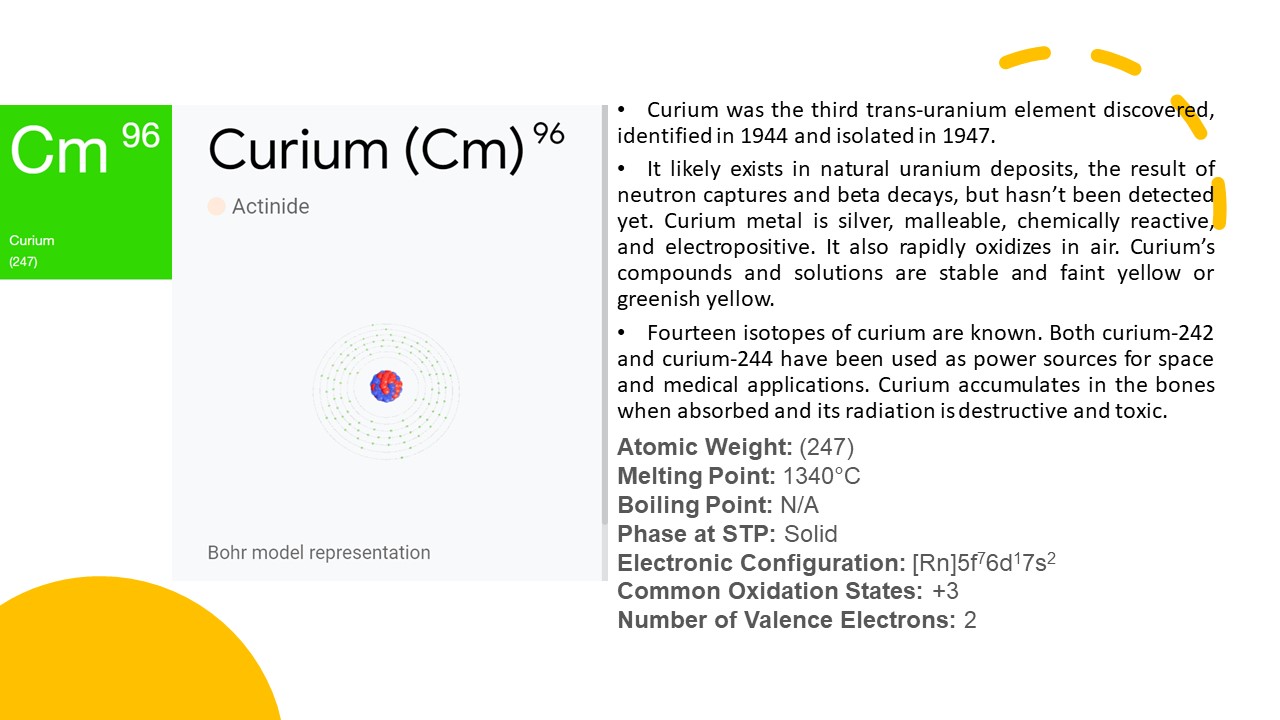 Cm 96
Curium
(247)
Curium (Cm) 96
Actinide
Bohr model representation
• Curium was the third trans-uranium element discovered,
identified in 1944 and isolated in 1947.
• It likely exists in natural uranium deposits, the result of
neutron captures and beta decays, but hasn’t been detected
yet. Curium metal is silver, malleable, chemically reactive,
and electropositive. It also rapidly oxidizes in air. Curium’s
compounds and solutions are stable and faint yellow or
greenish yellow.
• Fourteen isotopes of curium are known. Both curium-242
and curium-244 have been used as power sources for space
and medical applications. Curium accumulates in the bones
when absorbed and its radiation is destructive and toxic.
Atomic Weight: (247)
Melting Point: 1340°C
Boiling Point: N/A
Phase at STP: Solid
Electronic Configuration: [Rn]5f⁷6d¹7s²
Common Oxidation States: +3
Number of Valence Electrons: 2